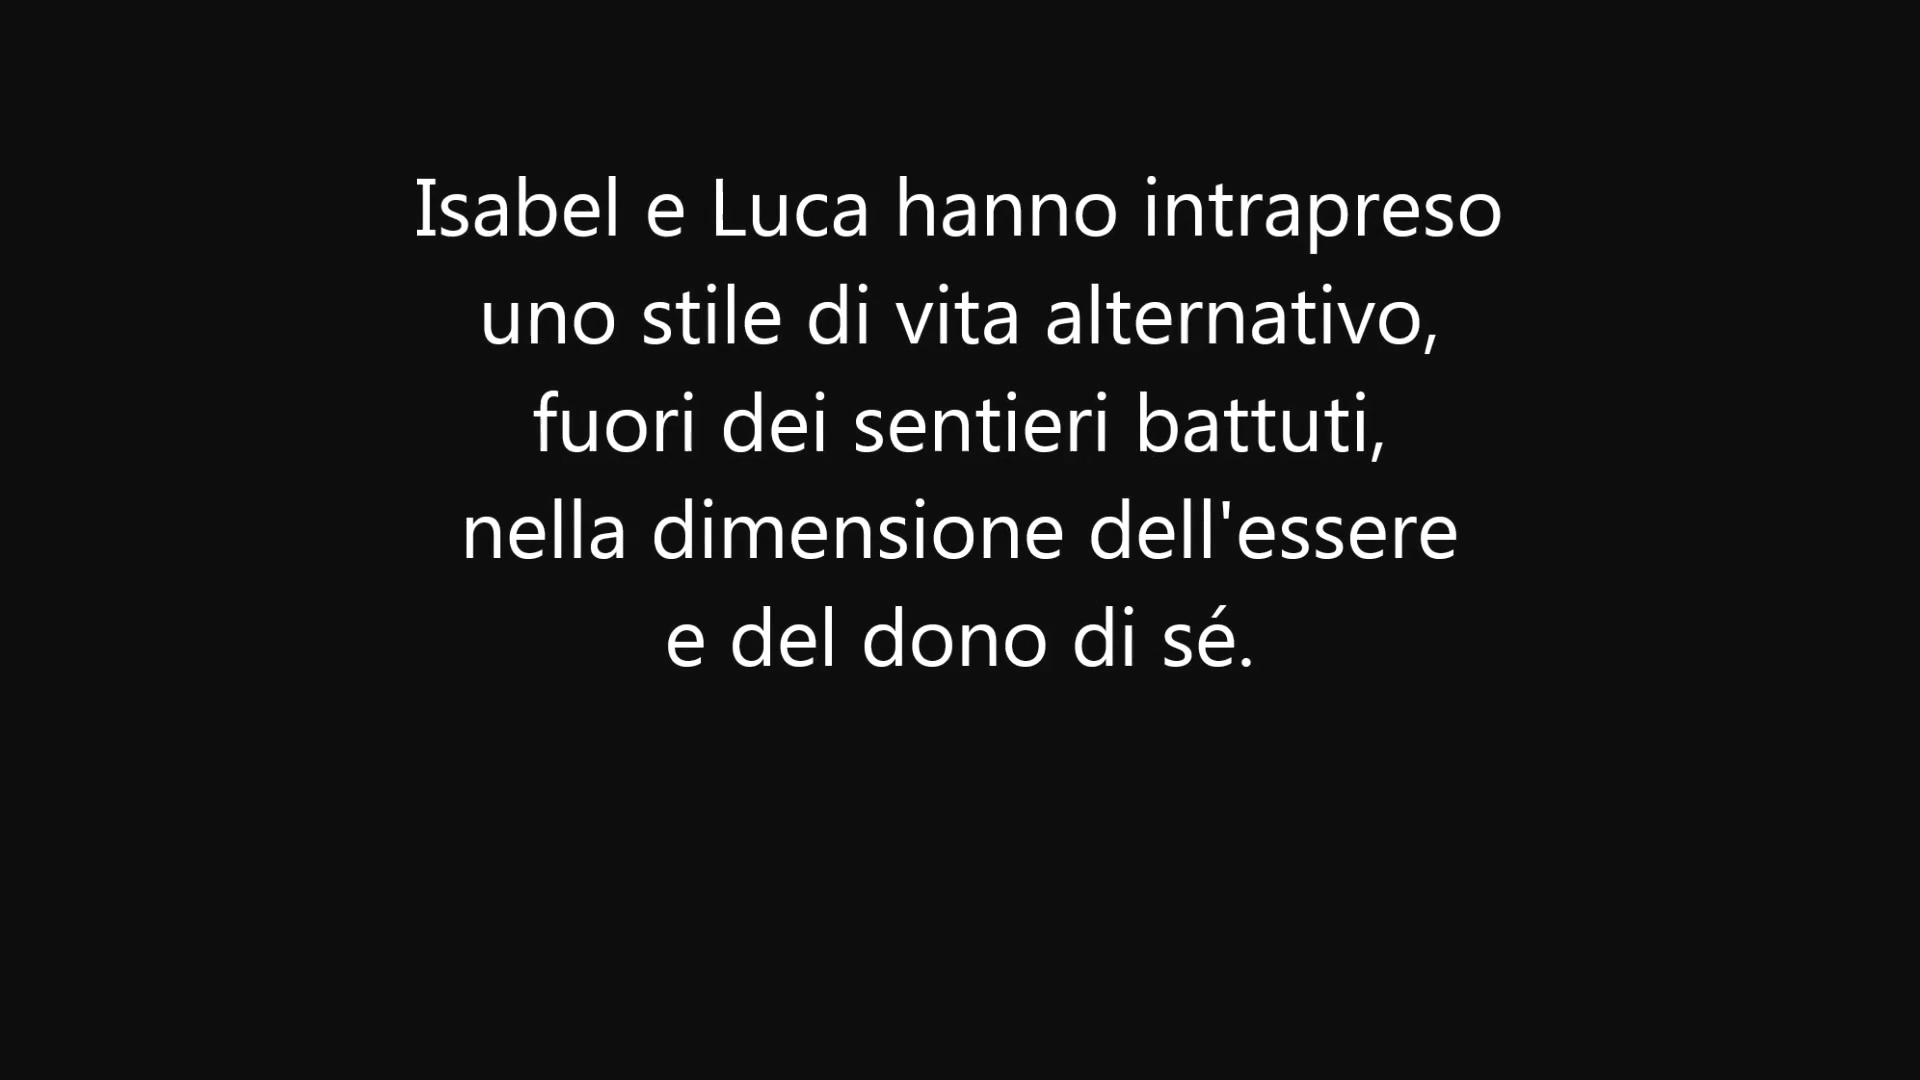 Isabel e Luca hanno intrapreso
uno stile di vita alternativo,
fuori dei sentieri battuti,
nella dimensione dell'essere
e del dono di sé.